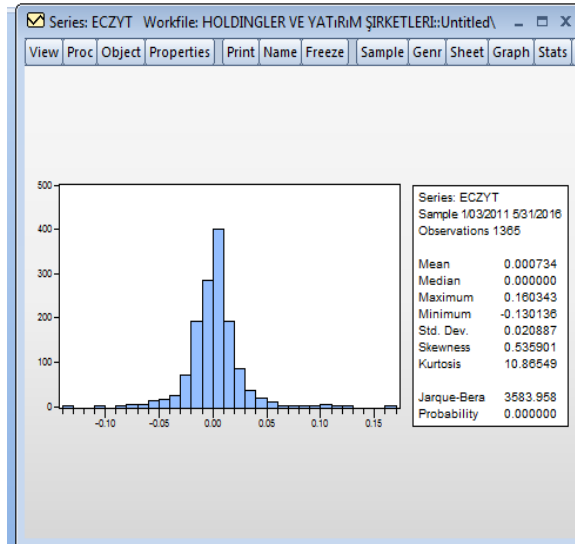 Series: ECZYT Workfile: HOLDINGLER VE YATıRıM ŞIRKETLERI::Untitled\
View Proc Object Properties Print Name Freeze Sample Genr Sheet Graph Stats
500
400
300
200
100
0
-0.10 -0.05 0.00 0.05 0.10 0.15
Series: ECZYT
Sample 1/03/2011 5/31/2016
Observations 1365
Mean 0.000734
Median 0.000000
Maximum 0.160343
Minimum -0.130136
Std. Dev. 0.020887
Skewness 0.535901
Kurtosis 10.86549
Jarque-Bera 3583.958
Probability 0.000000